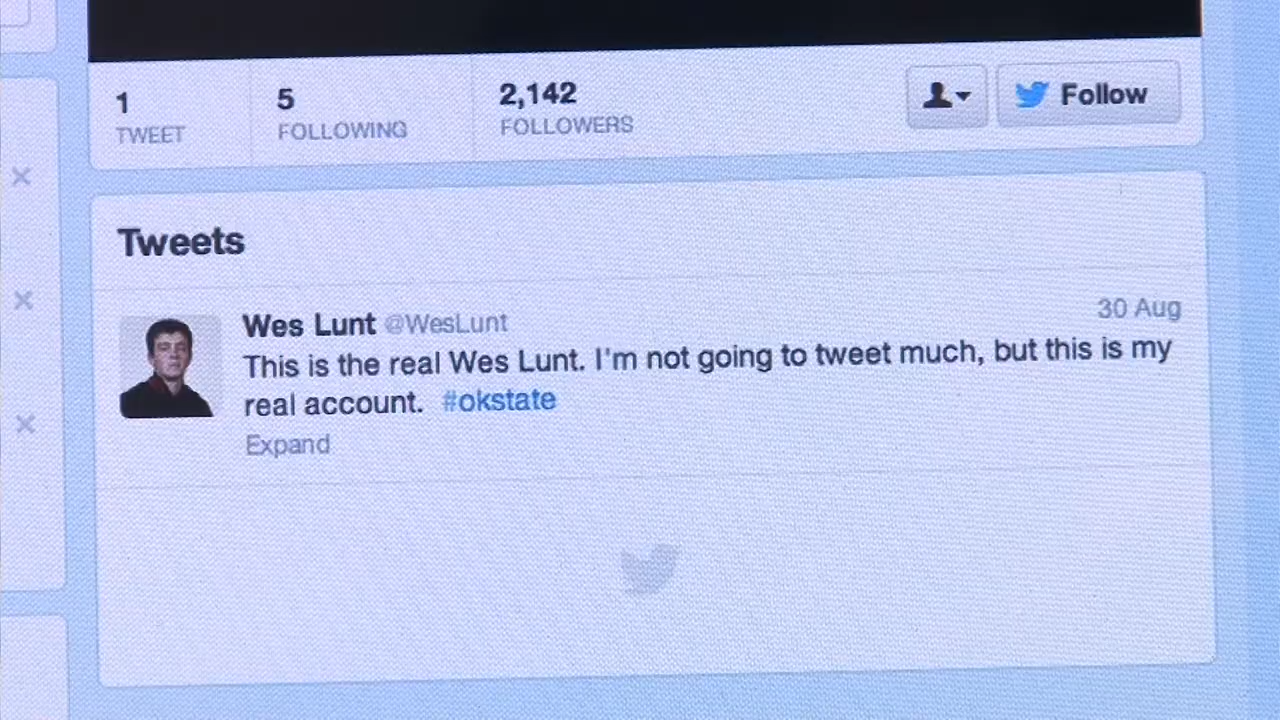 1 5 2,142
TWEET FOLLOWING FOLLOWERS
Follow
Tweets
Wes Lunt @WesLunt 30 Aug
This is the real Wes Lunt. I'm not going to tweet much, but this is my
real account. #okstate
Expand